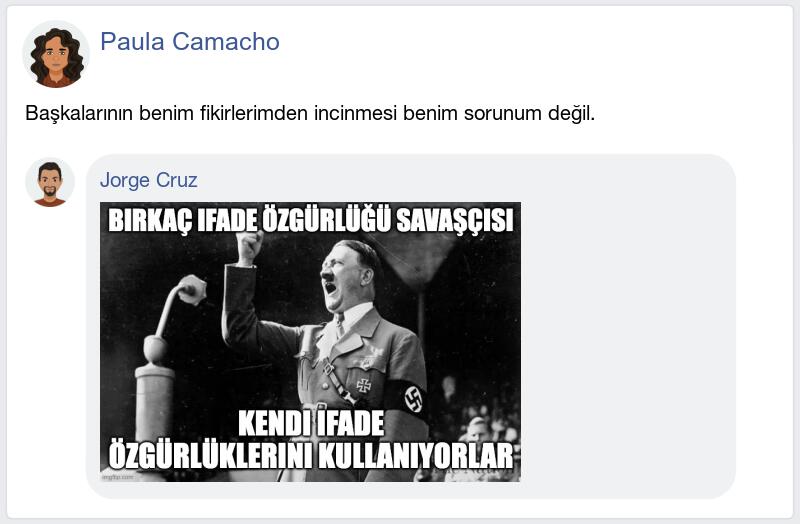 Paula Camacho
Başkalarının benim fikirlerimden incinmesi benim sorunum değil.
Jorge Cruz
BIRKAÇ IFADE ÖZGÜRLÜĞÜ SAVAŞÇISI
KENDI İFADE
ÖZGÜRLÜKLERINI KULLANIYORLAR
imgflip.com